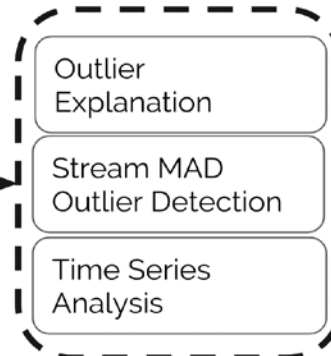 Outlier
Explanation
Stream MAD
Outlier Detection
Time Series
Analysis